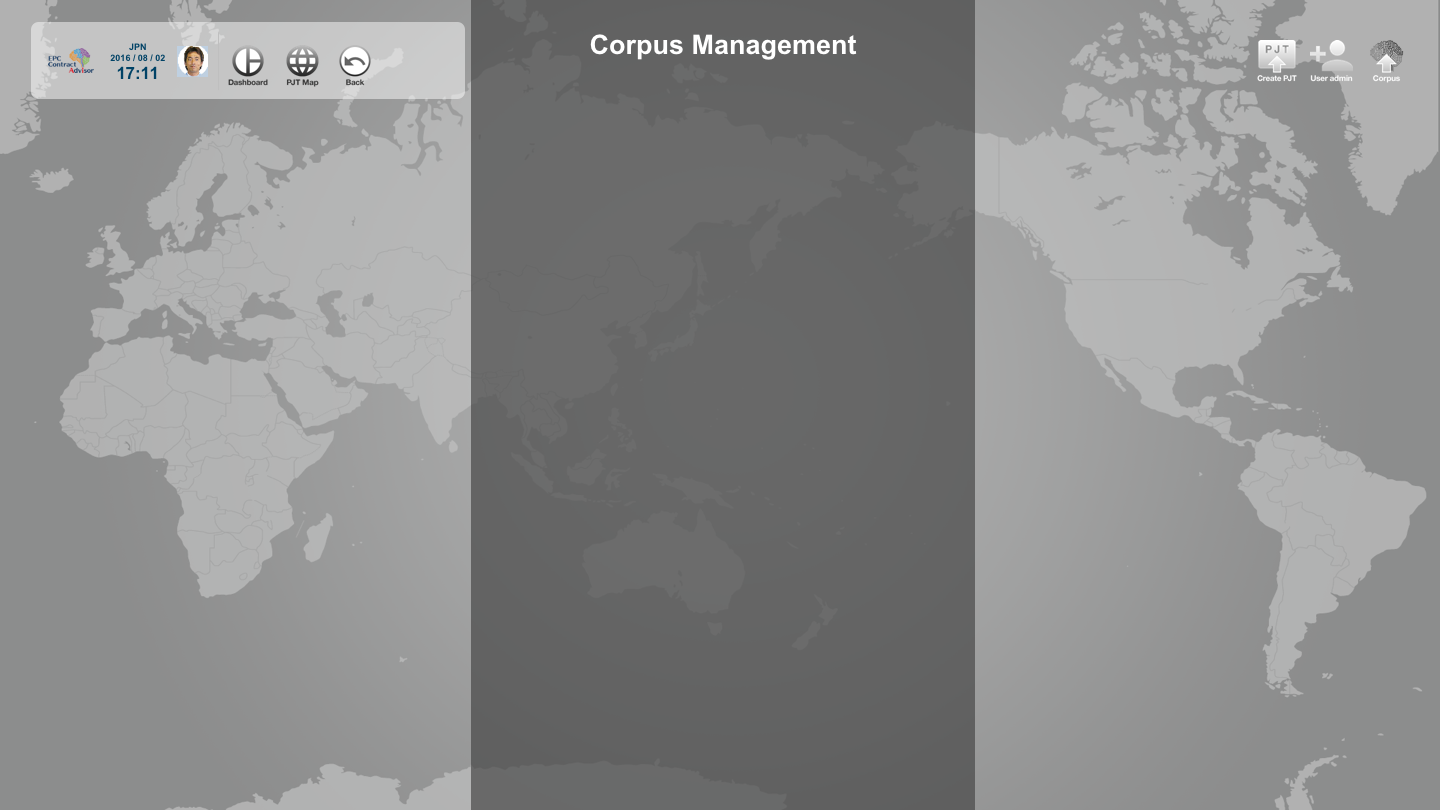 EPC
Contract
Advisor
JPN
2016 / 08 / 02
17:11
Dashboard
PJT Map
Back
Corpus Management
PJT
Create PJT
User admin
Corpus